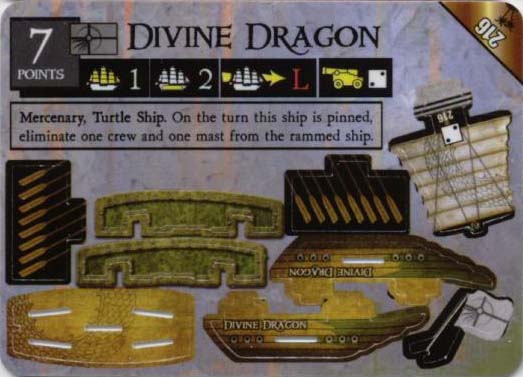 7
POINTS
DIVINE DRAGON
216
1 2 L
Mercenary, Turtle Ship. On the turn this ship is pinned,
eliminate one crew and one mast from the rammed ship.
216
DIVINE DRAGON
DIVINE DRAGON